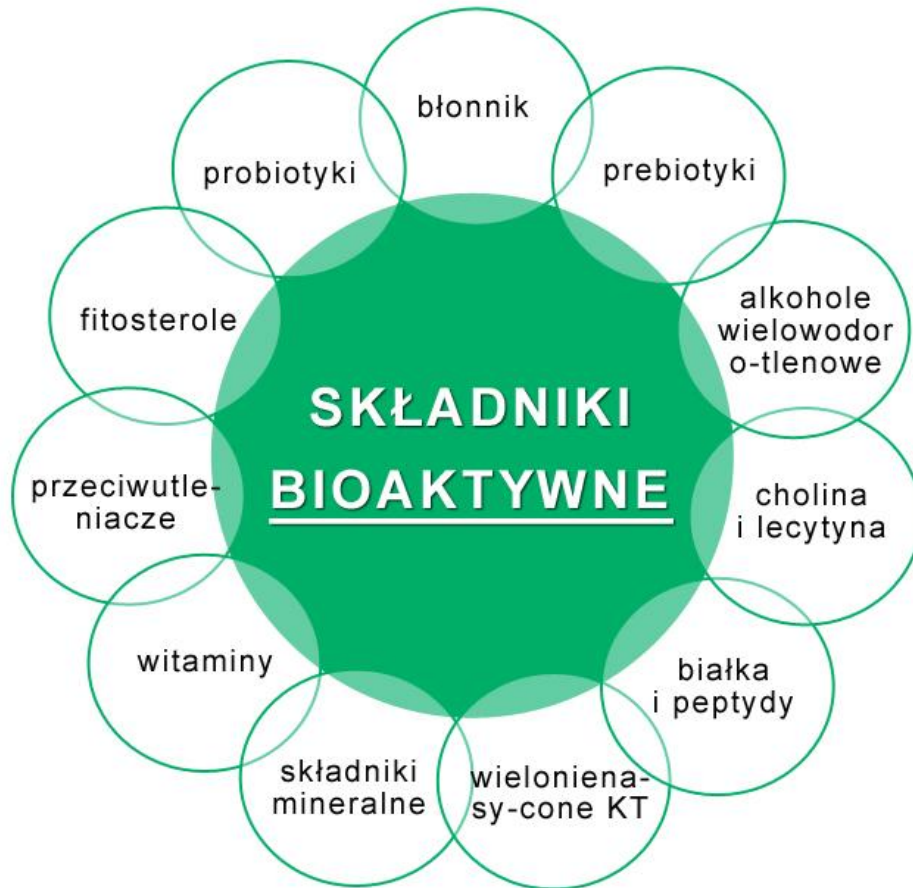 błonnik
prebiotyki
alkohole
wielowodor
o-tlenowe
cholina
i lecytyna
białka
i peptydy
wieloniena-
sy-cone KT
składniki
mineralne
witaminy
przeciwutle-
niacze
fitosterole
probiotyki
SKŁADNIKI
BIOAKTYWNE